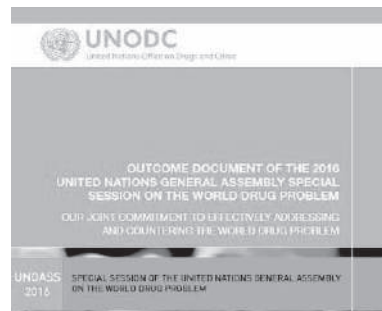 UNODC
United Nations Office on Drugs and Crime
OUTCOME DOCUMENT OF THE 2016
UNITED NATIONS GENERAL ASSEMBLY SPECIAL
SESSION ON THE WORLD DRUG PROBLEM
OUR JOINT COMMITMENT TO EFFECTIVELY ADDRESSING
AND COUNTERING THE WORLD DRUG PROBLEM
UNGASS
2016
SPECIAL SESSION OF THE UNITED NATIONS GENERAL ASSEMBLY
ON THE WORLD DRUG PROBLEM